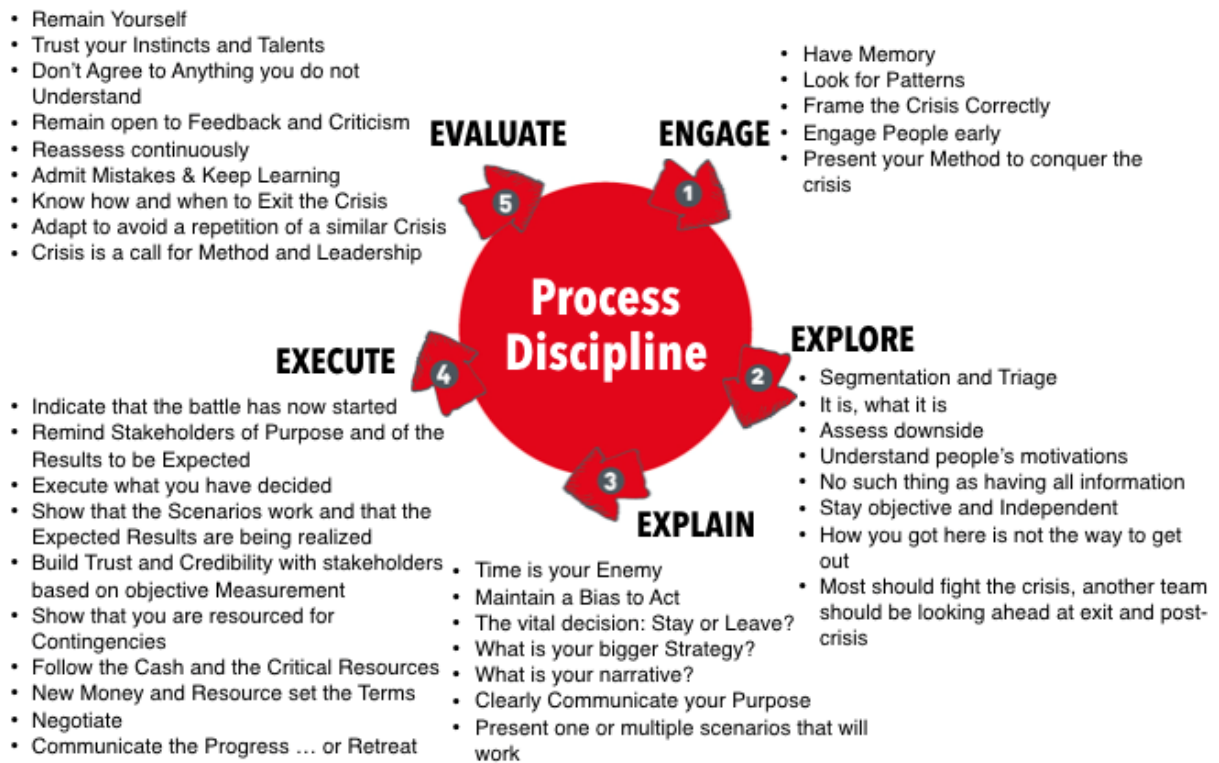 • Remain Yourself
• Trust your Instincts and Talents
• Don't Agree to Anything you do not
Understand
• Remain open to Feedback and Criticism
• Reassess continuously
• Admit Mistakes & Keep Learning
• Know how and when to Exit the Crisis
• Adapt to avoid a repetition of a similar Crisis
• Crisis is a call for Method and Leadership
EVALUATE
5
ENGAGE
1
• Have Memory
• Look for Patterns
• Frame the Crisis Correctly
• Engage People early
• Present your Method to conquer the
crisis
Process
Discipline
EXPLORE
2
• Segmentation and Triage
• It is, what it is
• Assess downside
• Understand people's motivations
• No such thing as having all information
• Stay objective and Independent
• How you got here is not the way to get
out
• Most should fight the crisis, another team
should be looking ahead at exit and post-
crisis
EXECUTE
4
• Indicate that the battle has now started
• Remind Stakeholders of Purpose and of the
Results to be Expected
• Execute what you have decided
• Show that the Scenarios work and that the
Expected Results are being realized
• Build Trust and Credibility with stakeholders
based on objective Measurement
• Show that you are resourced for
Contingencies
• Follow the Cash and the Critical Resources
• New Money and Resource set the Terms
• Negotiate
• Communicate the Progress … or Retreat
3
EXPLAIN
• Time is your Enemy
• Maintain a Bias to Act
• The vital decision: Stay or Leave?
• What is your bigger Strategy?
• What is your narrative?
• Clearly Communicate your Purpose
• Present one or multiple scenarios that will
work